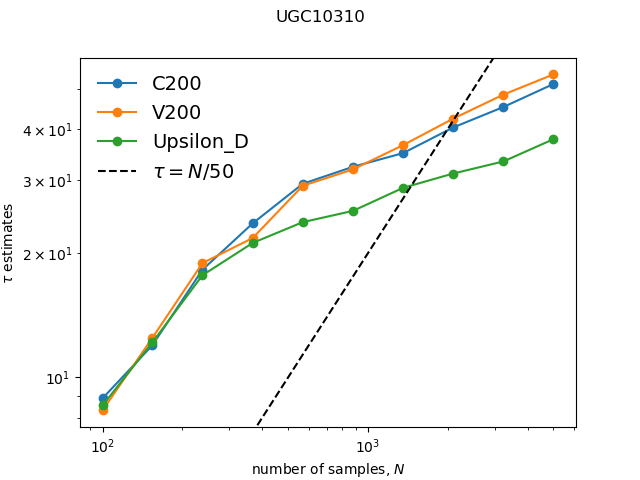 UGC10310
C200
V200
Upsilon_D
τ = N/50
4 × 10¹
3 × 10¹
2 × 10¹
10¹
τ estimates
10²
10³
number of samples, N